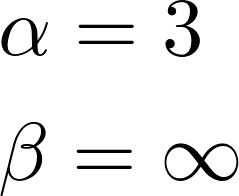 α = 3
β = ∞